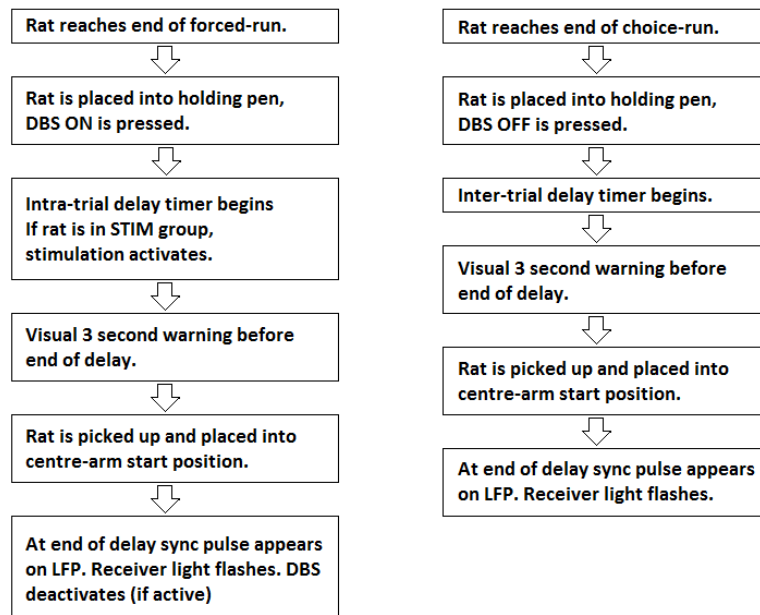 Rat reaches end of forced-run.
Rat is placed into holding pen,
DBS ON is pressed.
Intra-trial delay timer begins
If rat is in STIM group,
stimulation activates.
Visual 3 second warning before
end of delay.
Rat is picked up and placed into
centre-arm start position.
At end of delay sync pulse appears
on LFP. Receiver light flashes. DBS
deactivates (if active)
Rat reaches end of choice-run.
Rat is placed into holding pen,
DBS OFF is pressed.
Inter-trial delay timer begins.
Visual 3 second warning before
end of delay.
Rat is picked up and placed into
centre-arm start position.
At end of delay sync pulse appears
on LFP. Receiver light flashes.